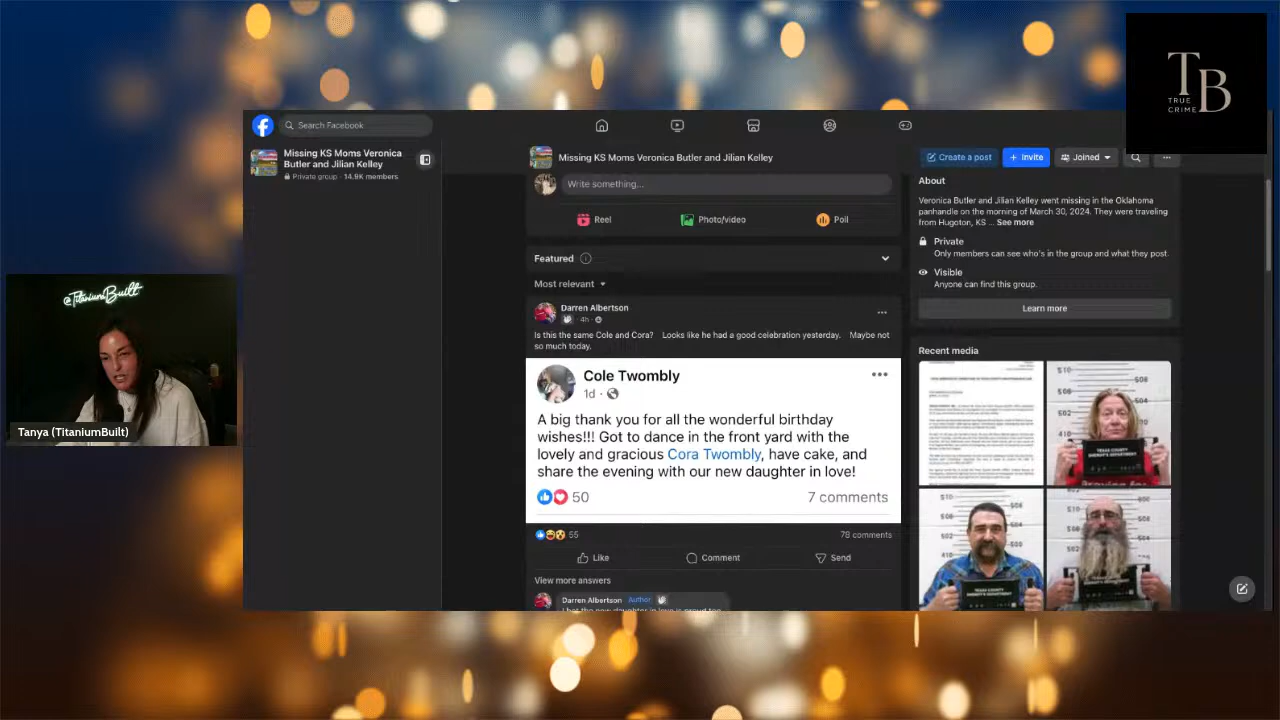 TB
TRUE
CRIME
Search Facebook
Missing KS Moms Veronica
Butler and Jilian Kelley
Private group · 14.9K members
Missing KS Moms Veronica Butler and Jilian Kelley
Create a post
+ Invite
Joined
Write something...
Reel
Photo/video
Poll
Featured
Most relevant
Darren Albertson
4h
Is this the same Cole and Cora? Looks like he had a good celebration yesterday. Maybe not
so much today.
Cole Twombly
1d
A big thank you for all the wonderful birthday
wishes!!! Got to dance in the front yard with the
lovely and gracious Cora Twombly, have cake, and
share the evening with our new daughter in love!
50
7 comments
55
78 comments
Like
Comment
Send
View more answers
Darren Albertson Author
About
Veronica Butler and Jilian Kelley went missing in the Oklahoma
panhandle on the morning of March 30, 2024. They were traveling
from Hugoton, KS ... See more
Private
Only members can see who's in the group and what they post.
Visible
Anyone can find this group.
Learn more
Recent media
510
508
502
410
TEXAS COUNTY
SHERIFF'S DEPARTMENT
@TitaniumBuilt
Tanya (TitaniumBuilt)